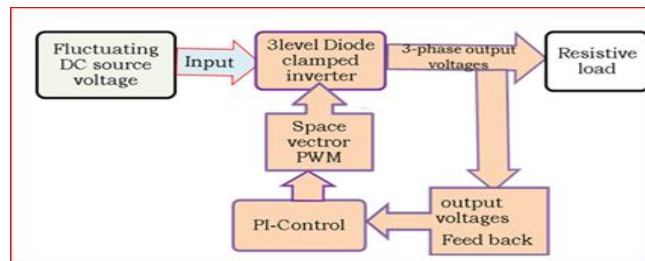 Fluctuating
DC source
voltage
Input
3level Diode
clamped
inverter
3-phase output
voltages
Resistive
load
Space
vectror
PWM
PI-Control
output
voltages
Feed back